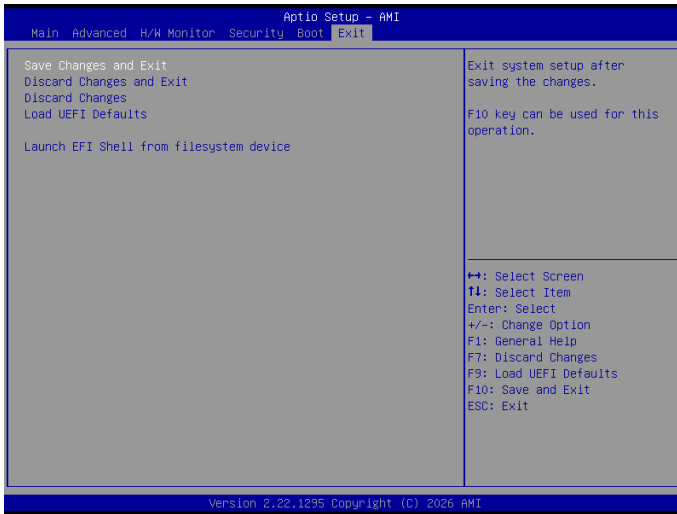 Aptio Setup – AMI
Main Advanced H/W Monitor Security Boot Exit
Save Changes and Exit
Discard Changes and Exit
Discard Changes
Load UEFI Defaults
Launch EFI Shell from filesystem device
Exit system setup after
saving the changes.
F10 key can be used for this
operation.
↔: Select Screen
↑↓: Select Item
Enter: Select
+/-: Change Option
F1: General Help
F7: Discard Changes
F9: Load UEFI Defaults
F10: Save and Exit
ESC: Exit
Version 2.22.1295 Copyright (C) 2026 AMI